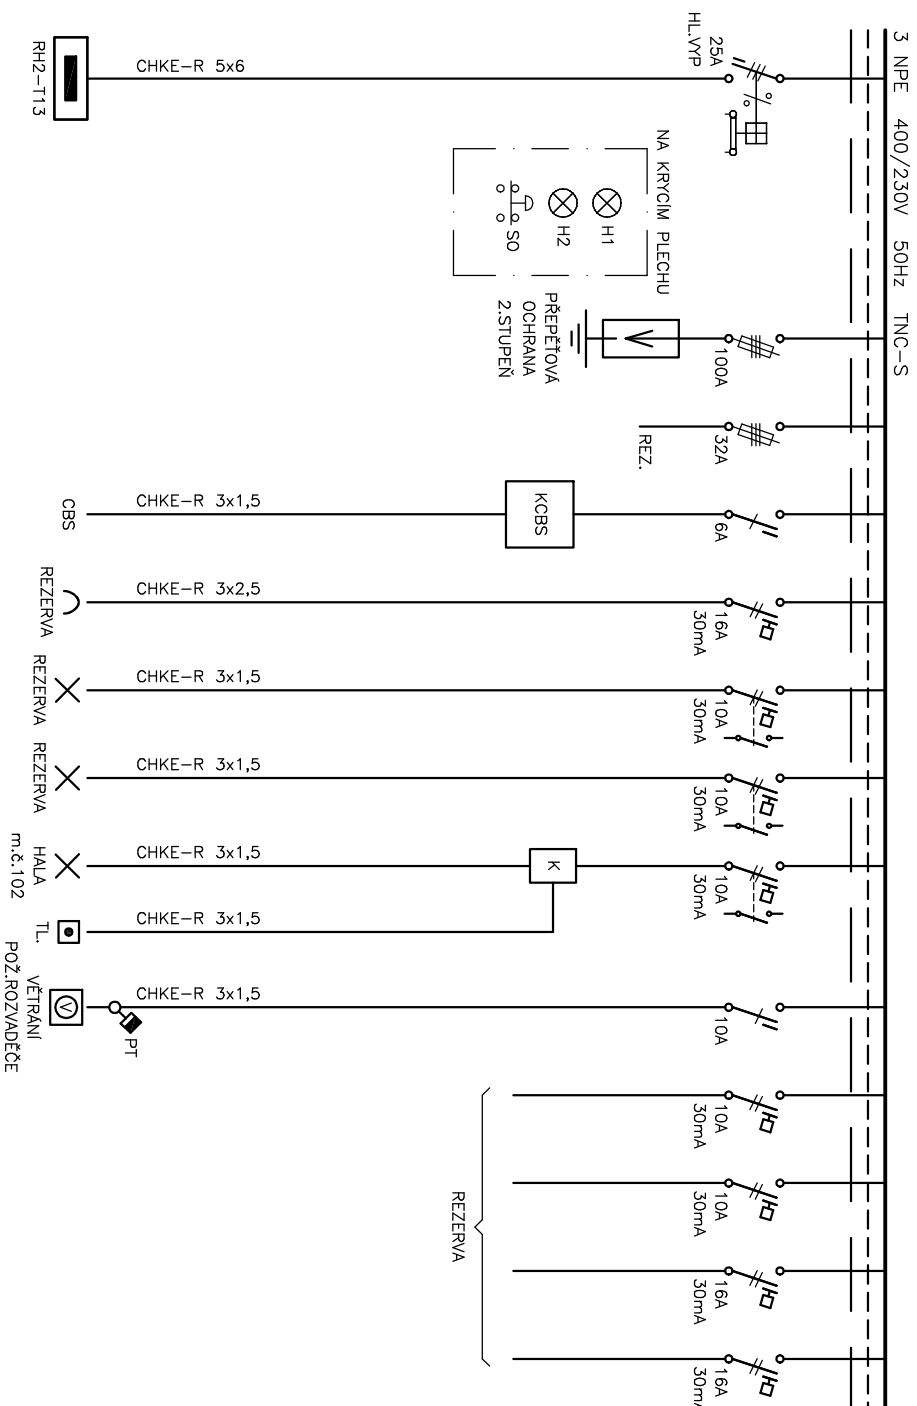 3 NPE 400/230V 50Hz TNC-S
25A
HL.VYP
CHKE-R 5x6
RH2-T13
NA KRYCÍM PLECHU
H1
H2
SO
100A
PŘEPĚŤOVÁ
OCHRANA
2.STUPEŇ
32A
REZ.
6A
KCBS
CHKE-R 3x1,5
CBS
16A
30mA
CHKE-R 3x2,5
REZERVA
10A
30mA
CHKE-R 3x1,5
REZERVA
10A
30mA
CHKE-R 3x1,5
REZERVA
10A
30mA
K
CHKE-R 3x1,5
HALA
m.č.102
CHKE-R 3x1,5
TL.
10A
CHKE-R 3x1,5
PT
V
VĚTRÁNÍ
POŽ.ROZVADĚČE
10A
30mA
10A
30mA
16A
30mA
16A
30mA
REZERVA